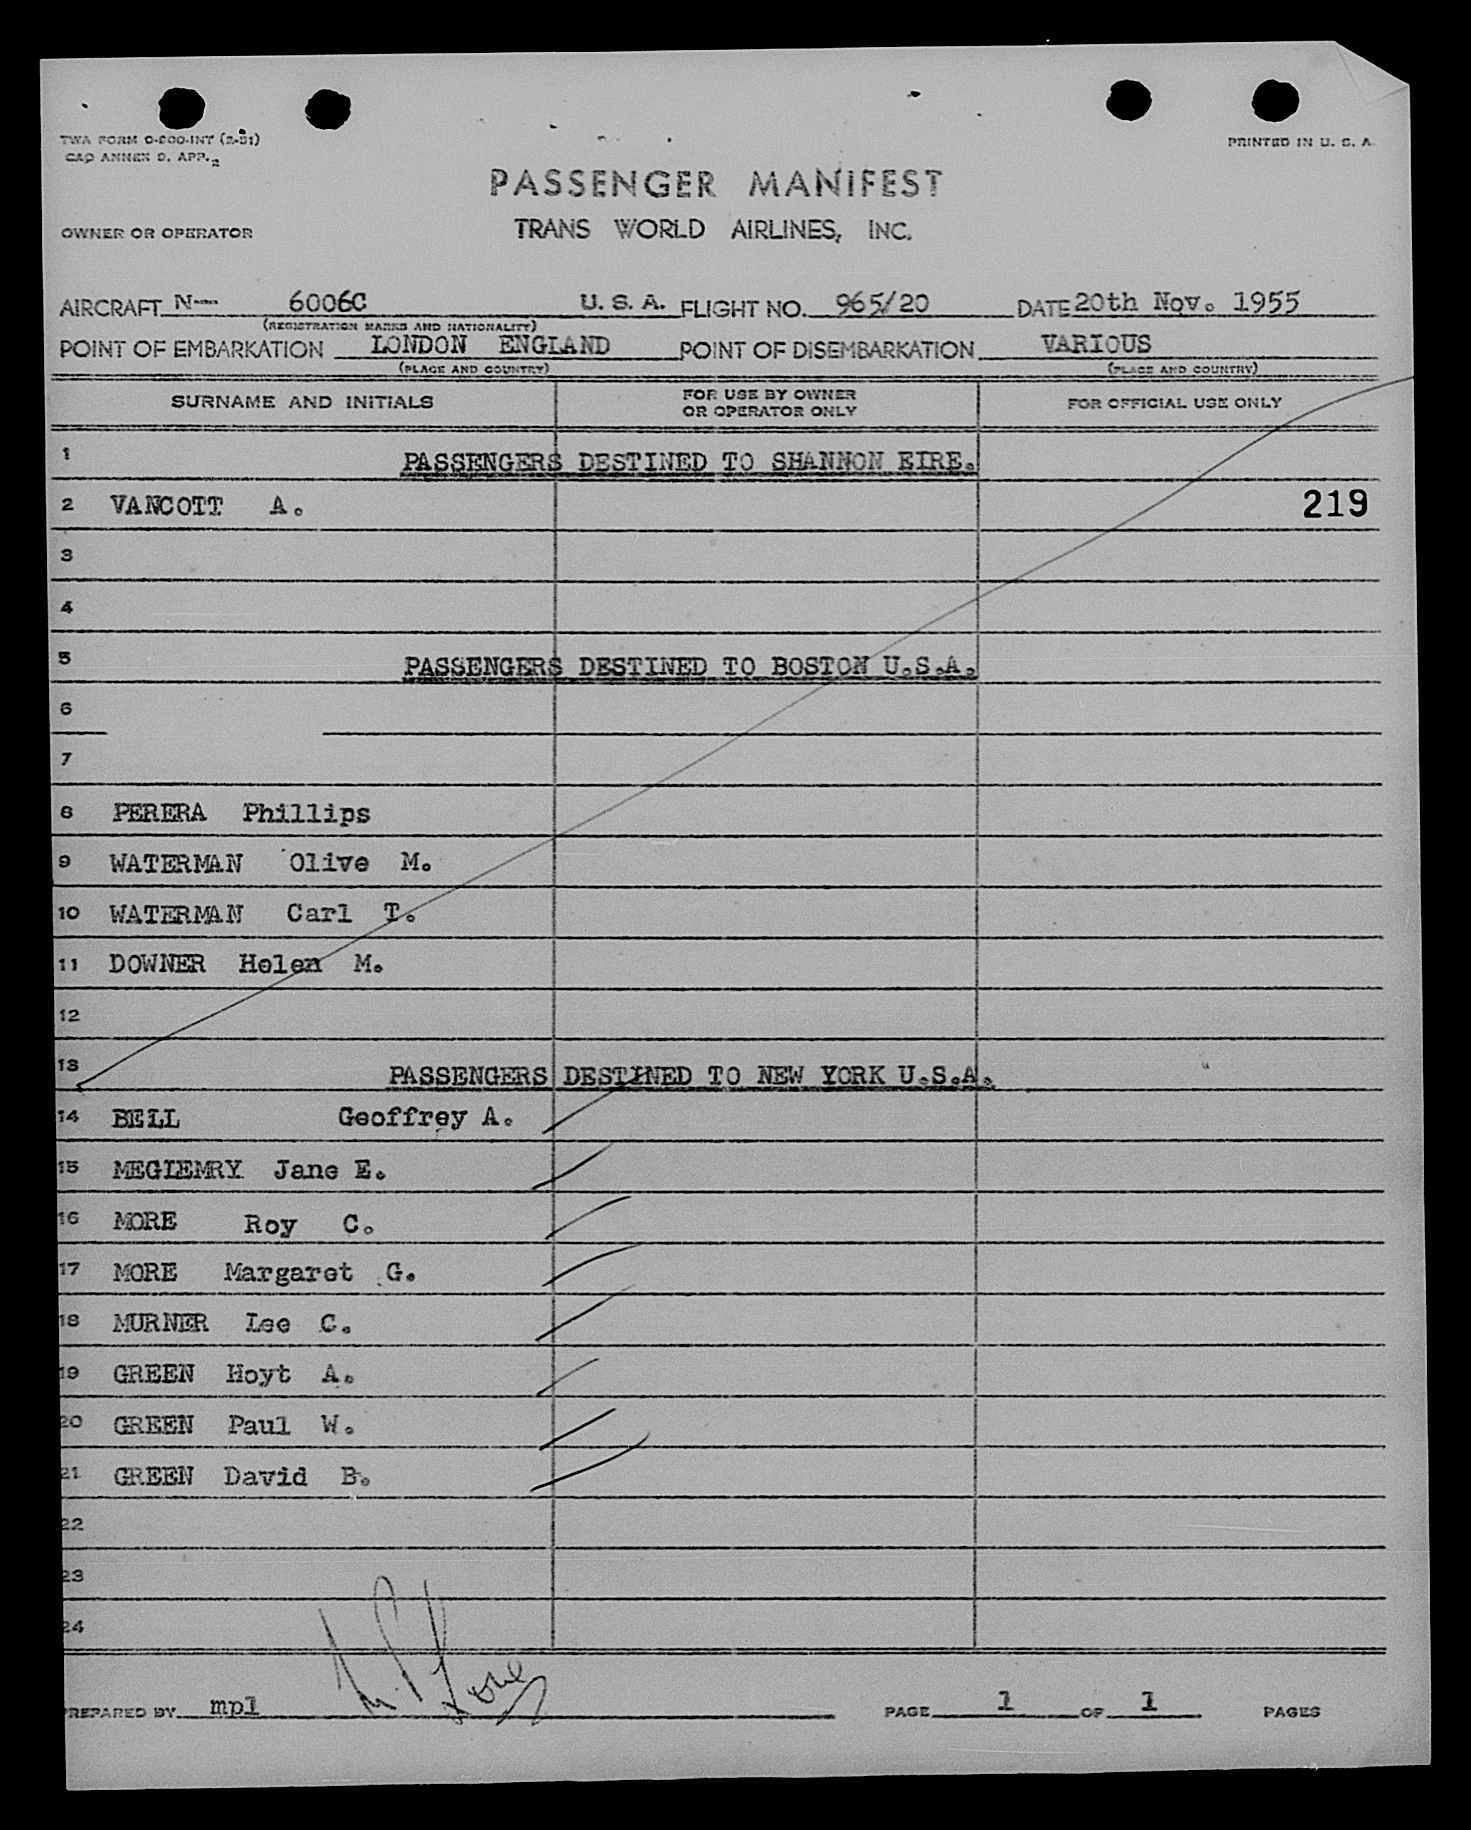 TWA FORM O-800-INT (2-51)
CAO ANNEX 9. APP. 2
PRINTED IN U. S. A.
PASSENGER MANIFEST
OWNER OR OPERATOR
TRANS WORLD AIRLINES, INC.
AIRCRAFT N-- 6006C U. S. A. FLIGHT NO. 965/20 DATE 20th Nov. 1955
(REGISTRATION MARKS AND NATIONALITY)
POINT OF EMBARKATION LONDON ENGLAND POINT OF DISEMBARKATION VARIOUS
(PLACE AND COUNTRY) (PLACE AND COUNTRY)
SURNAME AND INITIALS FOR USE BY OWNER OR OPERATOR ONLY FOR OFFICIAL USE ONLY
1 PASSENGERS DESTINED TO SHANNON EIRE.
2 VANCOTT A. 219
3
4
5 PASSENGERS DESTINED TO BOSTON U.S.A.
6
7
8 PERERA Phillips
9 WATERMAN Olive M.
10 WATERMAN Carl T.
11 DOWNER Helen M.
12
13 PASSENGERS DESTINED TO NEW YORK U.S.A.
14 BELL Geoffrey A.
15 MEGIEMRY Jane E.
16 MORE Roy C.
17 MORE Margaret G.
18 MURNER Lee C.
19 GREEN Hoyt A.
20 GREEN Paul W.
21 GREEN David B.
22
23
24
PREPARED BY mpl PAGE 1 OF 1 PAGES